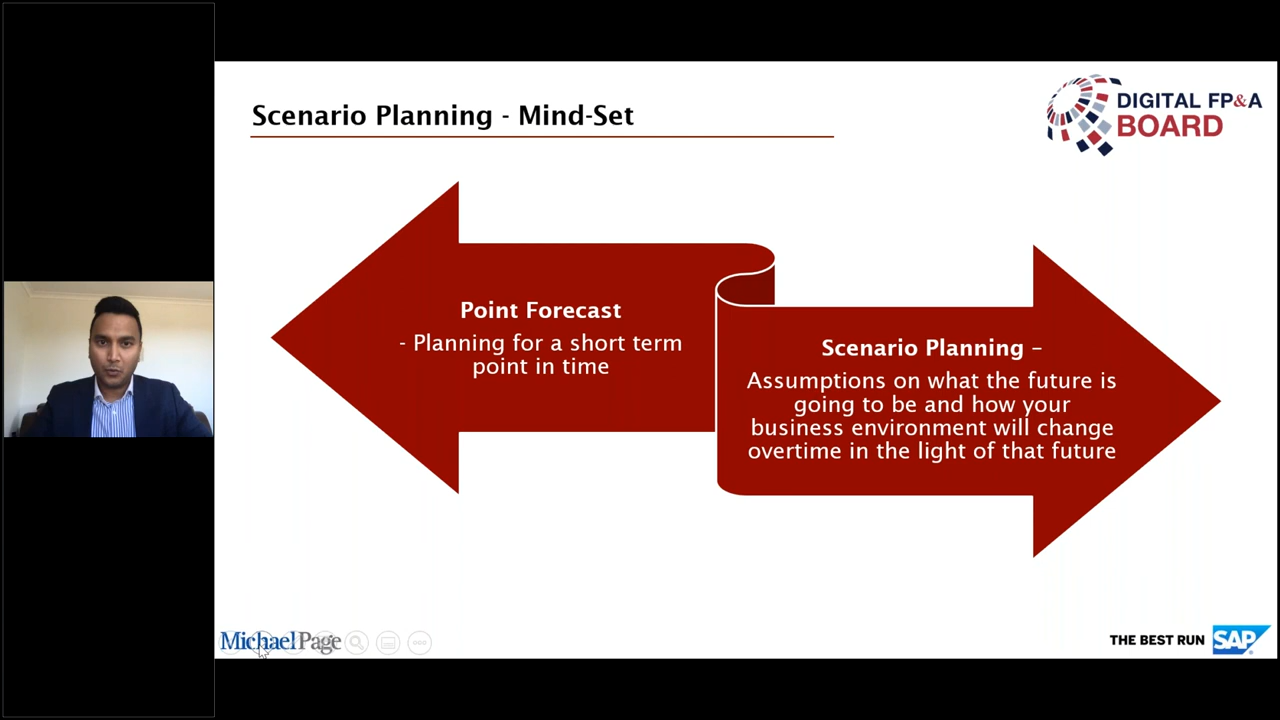 Scenario Planning - Mind-Set
DIGITAL FP&A
BOARD
Point Forecast
- Planning for a short term
point in time
Scenario Planning –
Assumptions on what the future is
going to be and how your
business environment will change
overtime in the light of that future
MichaelPage
THE BEST RUN SAP